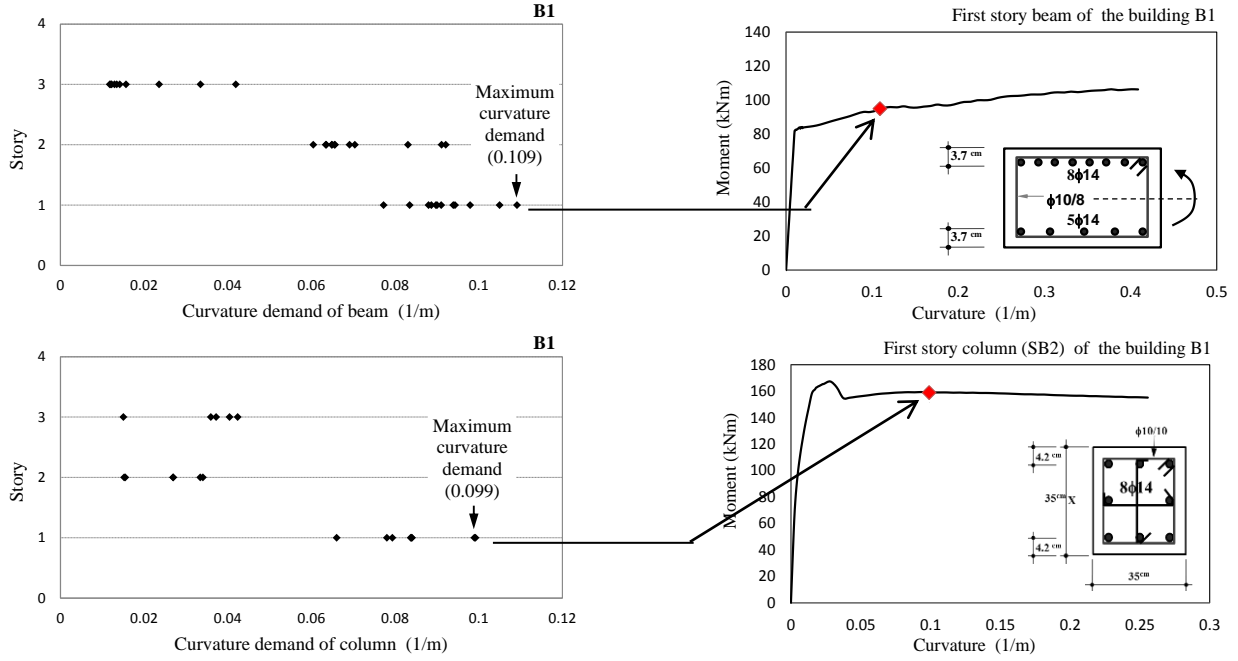 B1
4
3
2
1
0
Story
Maximum
curvature
demand
(0.109)
0 0.02 0.04 0.06 0.08 0.1 0.12
Curvature demand of beam (1/m)
First story beam of the building B1
140
120
100
80
60
40
20
0
Moment (kNm)
3.7 cm
8ϕ14
ϕ10/8
5ϕ14
3.7 cm
0 0.1 0.2 0.3 0.4 0.5
Curvature (1/m)
B1
4
3
2
1
0
Story
Maximum
curvature
demand
(0.099)
0 0.02 0.04 0.06 0.08 0.1 0.12
Curvature demand of column (1/m)
First story column (SB2) of the building B1
180
160
140
120
100
80
60
40
20
0
Moment (kNm)
ϕ10/10
4.2 cm
8ϕ14
35cm X
4.2 cm
35cm
0 0.05 0.1 0.15 0.2 0.25 0.3
Curvature (1/m)